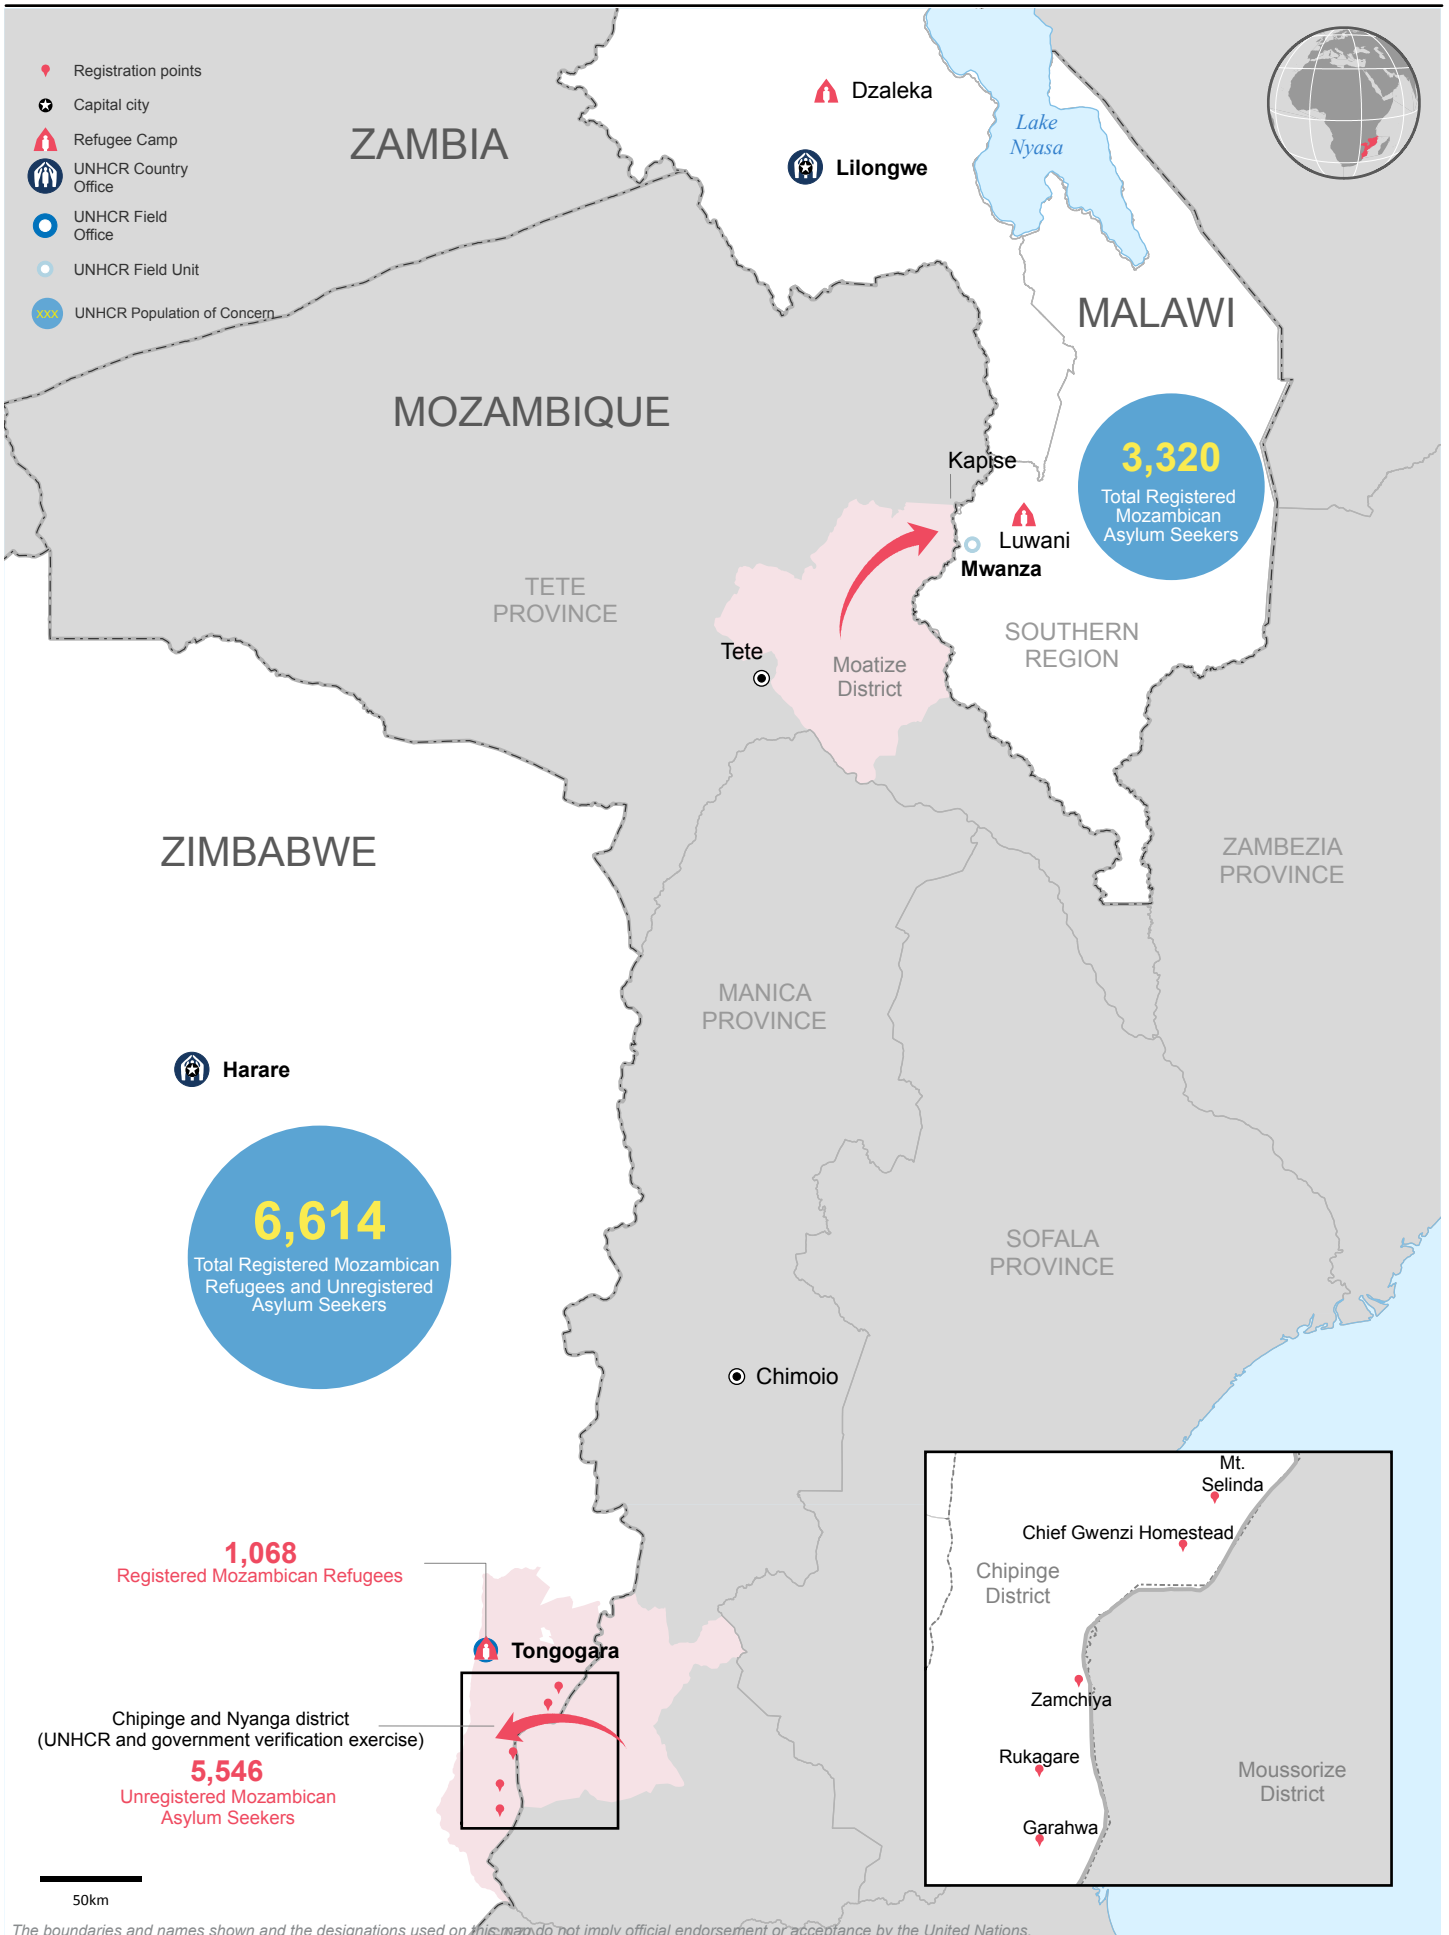 Registration points
Capital city
Refugee Camp
UNHCR Country
Office
UNHCR Field
Office
UNHCR Field Unit
xxx
UNHCR Population of Concern
ZAMBIA
Dzaleka
Lilongwe
Lake
Nyasa
MALAWI
MOZAMBIQUE
3,320
Total Registered
Mozambican
Asylum Seekers
Kapise
Luwani
Mwanza
TETE
PROVINCE
SOUTHERN
REGION
Tete
Moatize
District
ZIMBABWE
ZAMBEZIA
PROVINCE
MANICA
PROVINCE
Harare
6,614
Total Registered Mozambican
Refugees and Unregistered
Asylum Seekers
SOFALA
PROVINCE
Chimoio
1,068
Registered Mozambican Refugees
Tongogara
Chipinge and Nyanga district
(UNHCR and government verification exercise)
5,546
Unregistered Mozambican
Asylum Seekers
Mt.
Selinda
Chief Gwenzi Homestead
Chipinge
District
Zamchiya
Rukagare
Moussorize
District
Garahwa
50km
The boundaries and names shown and the designations used on this map do not imply official endorsement or acceptance by the United Nations.